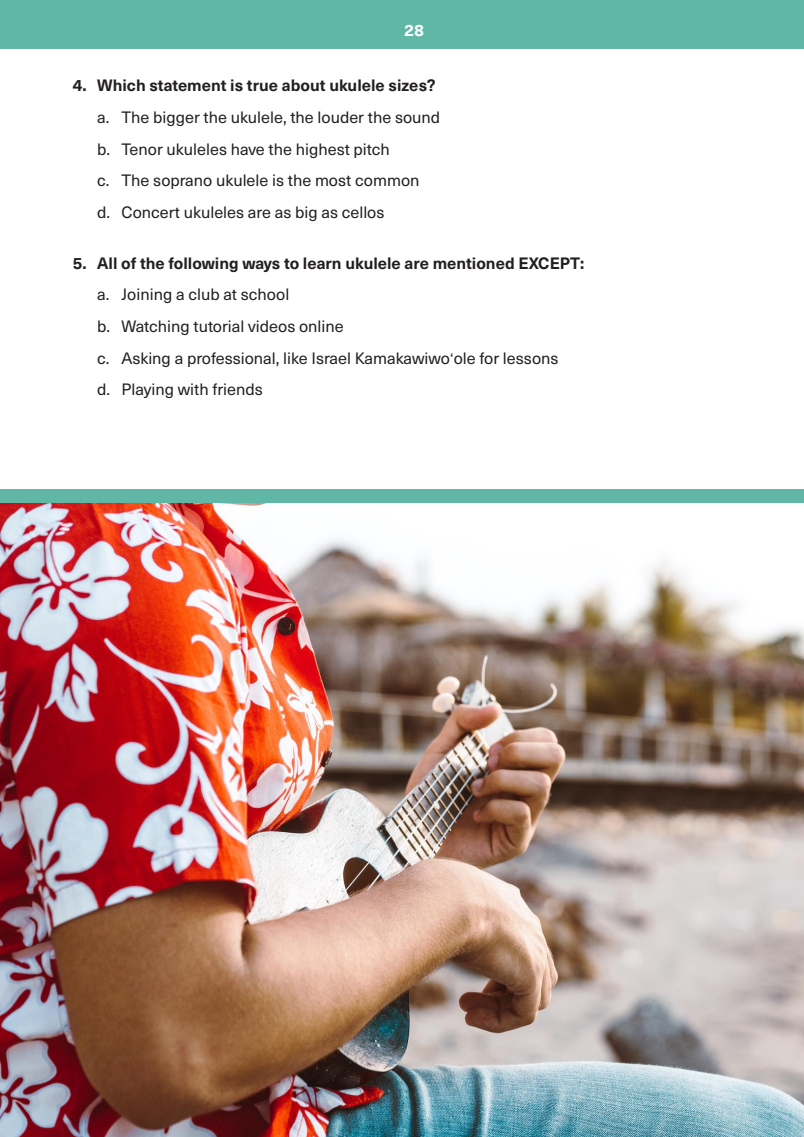 28
4. Which statement is true about ukulele sizes?
a. The bigger the ukulele, the louder the sound
b. Tenor ukuleles have the highest pitch
c. The soprano ukulele is the most common
d. Concert ukuleles are as big as cellos
5. All of the following ways to learn ukulele are mentioned EXCEPT:
a. Joining a club at school
b. Watching tutorial videos online
c. Asking a professional, like Israel Kamakawiwoʻole for lessons
d. Playing with friends